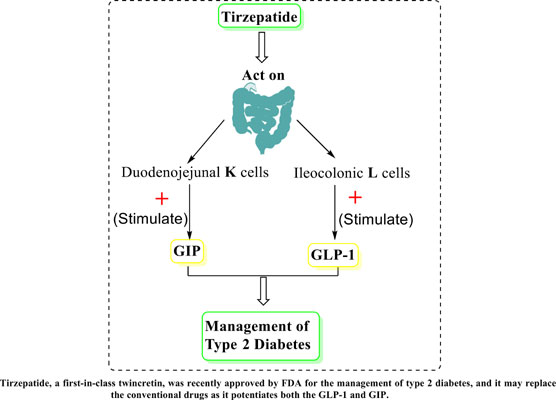 Tirzepatide
Act on
Duodenojejunal K cells
Ileocolonic L cells
+
(Stimulate)
+
(Stimulate)
GIP
GLP-1
Management of
Type 2 Diabetes
Tirzepatide, a first-in-class twincretin, was recently approved by FDA for the management of type 2 diabetes, and it may replace
the conventional drugs as it potentiates both the GLP-1 and GIP.